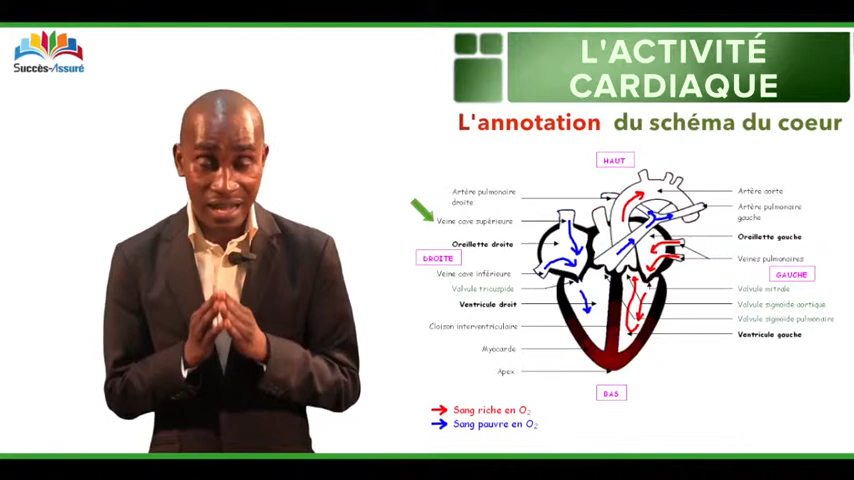 Succès-Assuré
L'ACTIVITÉ
CARDIAQUE
L'annotation du schéma du coeur
HAUT
Artère pulmonaire
droite
Veine cave supérieure
Oreillette droite
DROITE
Veine cave inférieure
Valvule tricuspide
Ventricule droit
Cloison interventriculaire
Myocarde
Apex
Artère aorte
Artère pulmonaire
gauche
Oreillette gauche
Veines pulmonaires
GAUCHE
Valvule mitrale
Valvule sigmoïde aortique
Valvule sigmoïde pulmonaire
Ventricule gauche
BAS
Sang riche en O₂
Sang pauvre en O₂